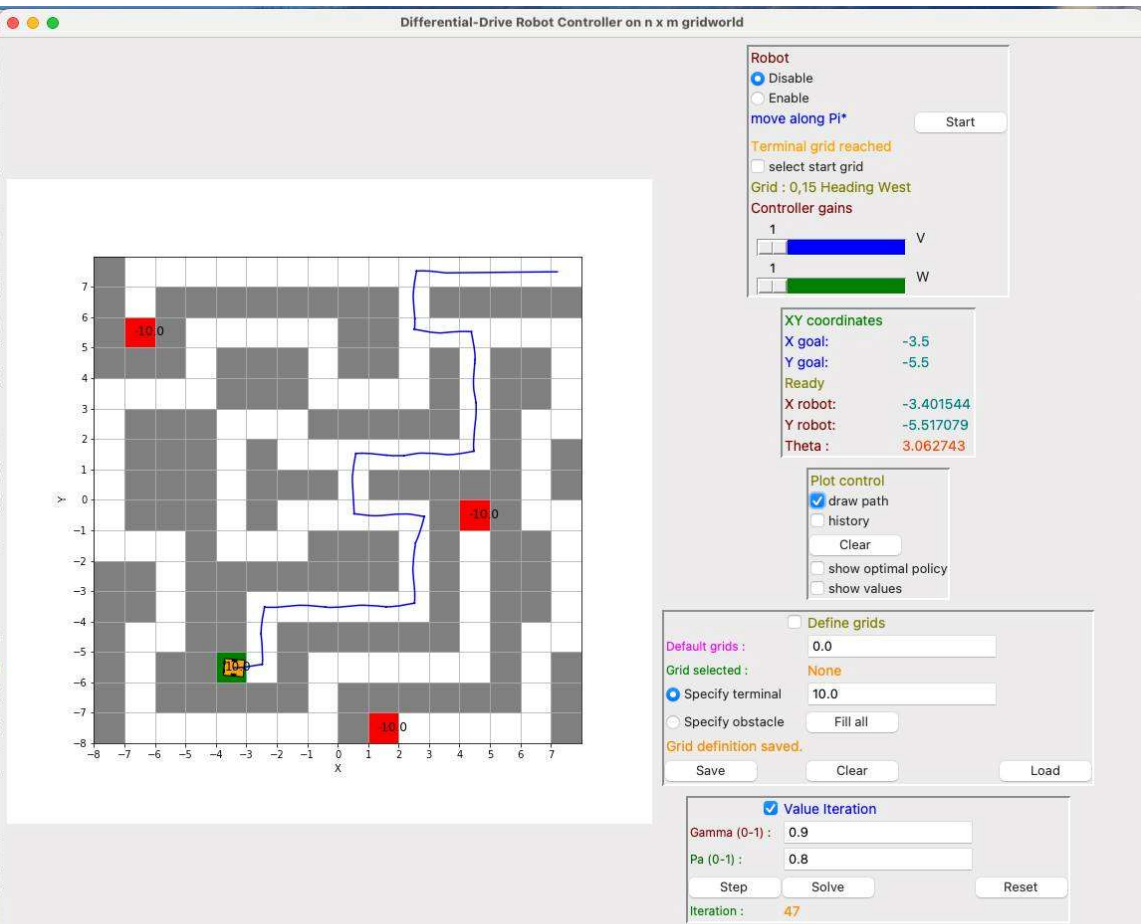 Differential-Drive Robot Controller on n x m gridworld
Robot
Disable
Enable
move along Pi*
Start
Terminal grid reached
select start grid
Grid : 0,15 Heading West
Controller gains
1
V
1
W
XY coordinates
X goal: -3.5
Y goal: -5.5
Ready
X robot: -3.401544
Y robot: -5.517079
Theta : 3.062743
Plot control
draw path
history
Clear
show optimal policy
show values
7
6
-10.0
5
4
3
2
1
0
-10.0
−1
−2
−3
−4
−5
10.0
−6
−7
-10.0
−8
−8 −7 −6 −5 −4 −3 −2 −1 0 1 2 3 4 5 6 7
X
Y
Define grids
Default grids : 0.0
Grid selected : None
Specify terminal 10.0
Specify obstacle Fill all
Grid definition saved.
Save Clear Load
Value Iteration
Gamma (0-1) : 0.9
Pa (0-1) : 0.8
Step Solve Reset
Iteration : 47